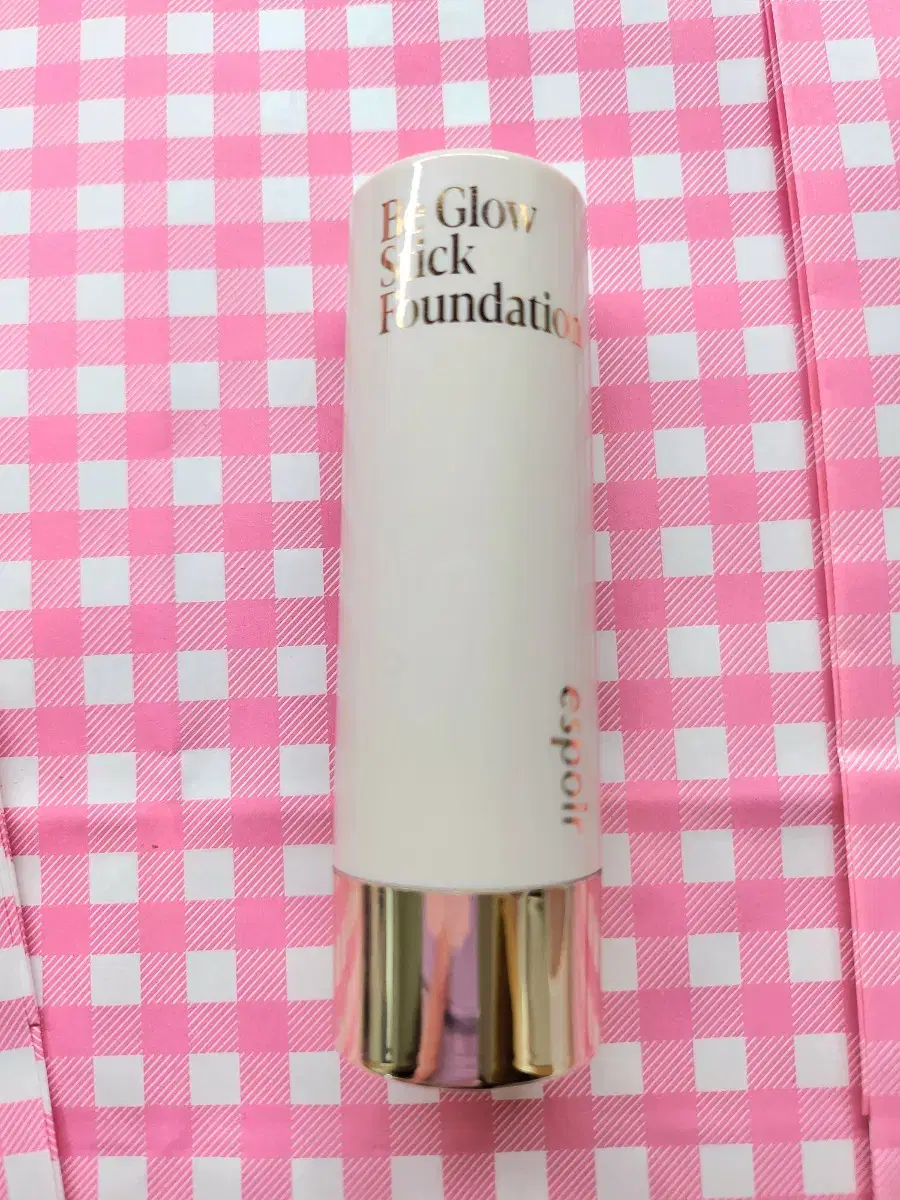 Be Glow
Stick
Foundation
espoir